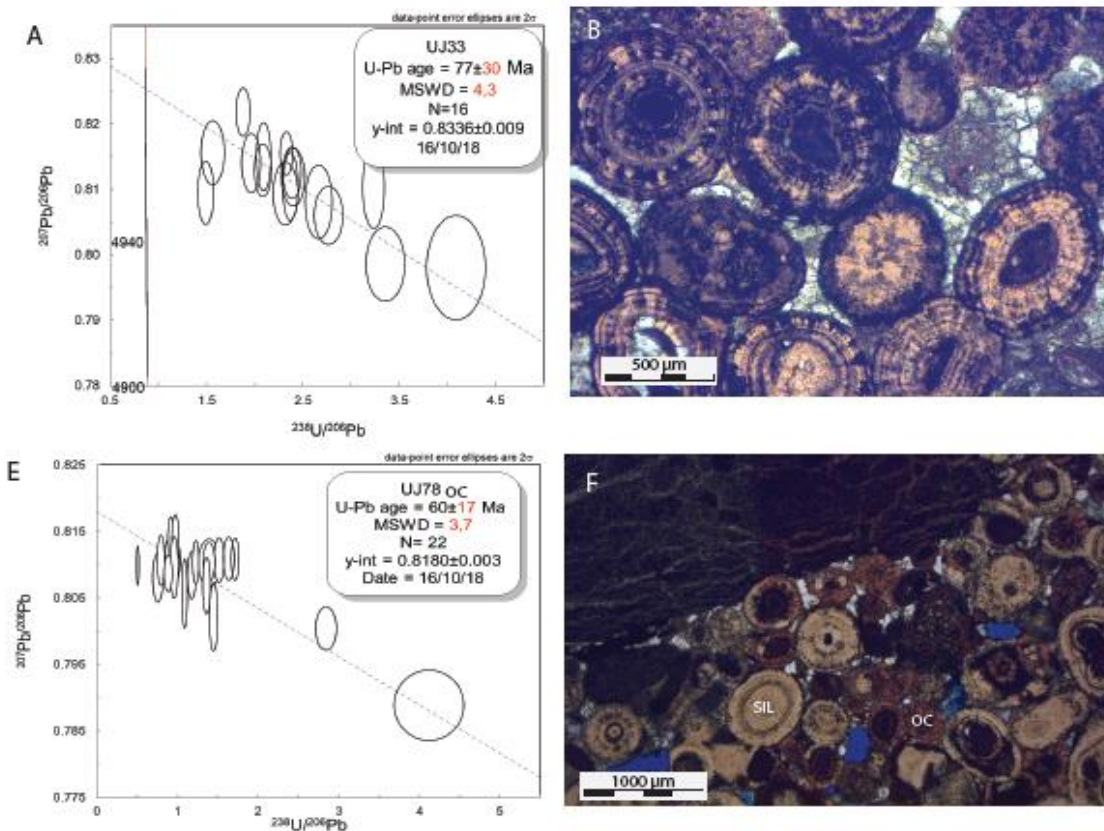 A
data-point error ellipses are 2σ
UJ33
U-Pb age = 77±30 Ma
MSWD = 4,3
N=16
y-int = 0.8336±0.009
16/10/18
0.83
0.82
0.81
0.80
0.79
0.78
4940
4900
0.5 1.5 2.5 3.5 4.5
²⁰⁷Pb/²⁰⁶Pb
²³⁸U/²⁰⁶Pb
B
500 µm
E
data-point error ellipses are 2σ
UJ78 OC
U-Pb age = 60±17 Ma
MSWD = 3,7
N= 22
y-int = 0.8180±0.003
Date = 16/10/18
0.825
0.815
0.805
0.795
0.785
0.775
0 1 2 3 4 5
²⁰⁷Pb/²⁰⁶Pb
²³⁸U/²⁰⁶Pb
F
SIL
OC
1000 µm